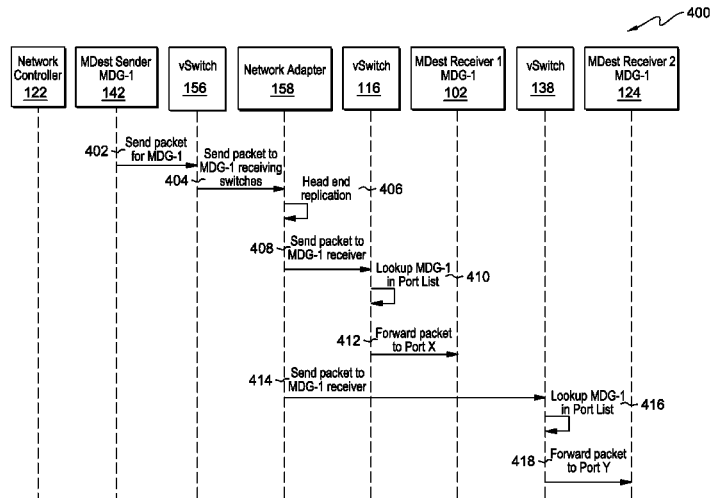 400
Network
Controller
122
MDest Sender
MDG-1
142
vSwitch
156
Network Adapter
158
vSwitch
116
MDest Receiver 1
MDG-1
102
vSwitch
138
MDest Receiver 2
MDG-1
124
402
Send packet
for MDG-1
404
Send packet to
MDG-1 receiving
switches
Head end
replication
406
408
Send packet to
MDG-1 receiver
Lookup MDG-1
in Port List
410
412
Forward packet
to Port X
414
Send packet to
MDG-1 receiver
Lookup MDG-1
in Port List
416
418
Forward packet
to Port Y